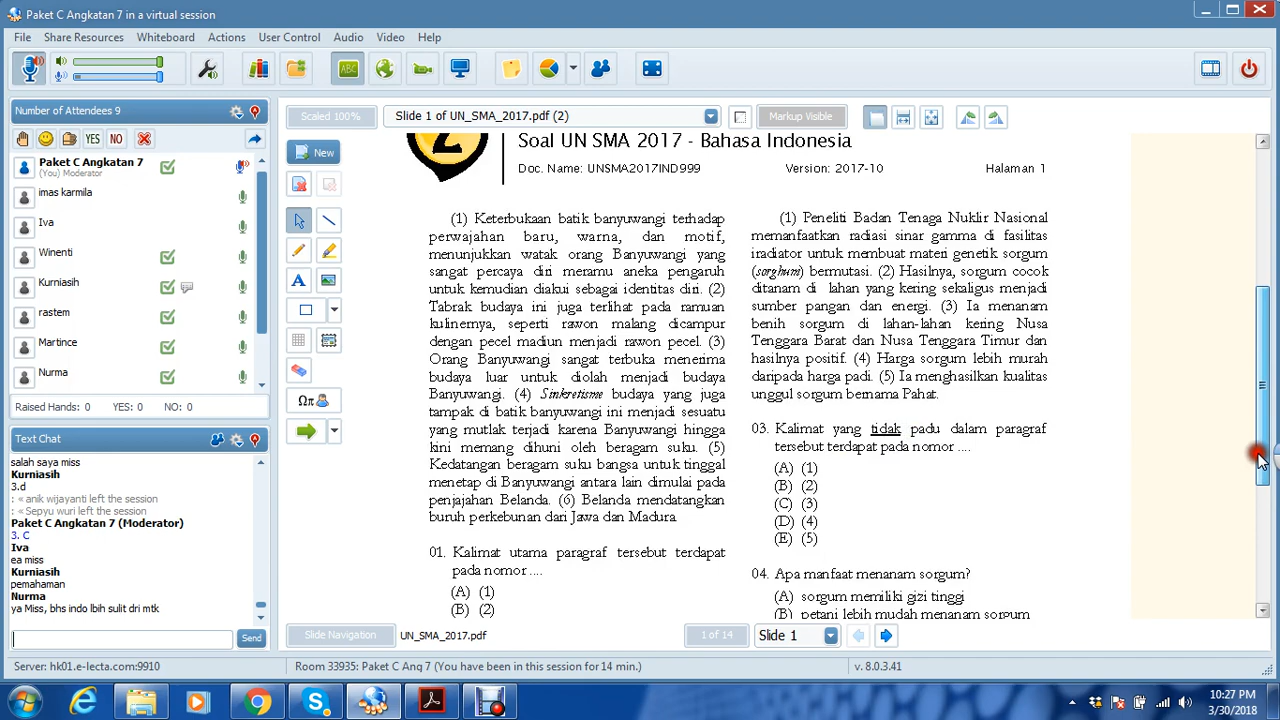 Paket C Angkatan 7 in a virtual session
File Share Resources Whiteboard Actions User Control Audio Video Help
Number of Attendees 9
YES NO
Paket C Angkatan 7
(You) Moderator
imas karmila
Iva
Winenti
Kurniasih
rastem
Martince
Nurma
Raised Hands: 0 YES: 0 NO: 0
Text Chat
salah saya miss
Kurniasih
3.d
: « anik wijayanti left the session
: « Sepyu wuri left the session
Paket C Angkatan 7 (Moderator)
3. C
Iva
ea miss
Kurniasih
pemahaman
Nurma
ya Miss, bhs indo lbih sulit dri mtk
Send
Scaled 100%
Slide 1 of UN_SMA_2017.pdf (2)
Markup Visible
New
ABC
A
Ωπ
2
Soal UN SMA 2017 - Bahasa Indonesia
Doc. Name: UNSMA2017IND999 Version: 2017-10 Halaman 1
(1) Keterbukaan batik banyuwangi terhadap
perwajahan baru, warna, dan motif,
menunjukkan watak orang Banyuwangi yang
sangat percaya diri meramu aneka pengaruh
untuk kemudian diakui sebagai identitas diri. (2)
Tabrak budaya ini juga terlihat pada ramuan
kulinernya, seperti rawon malang dicampur
dengan pecel madiun menjadi rawon pecel. (3)
Orang Banyuwangi sangat terbuka menerima
budaya luar untuk diolah menjadi budaya
Banyuwangi. (4) Sinkretisme budaya yang juga
tampak di batik banyuwangi ini menjadi sesuatu
yang mutlak terjadi karena Banyuwangi hingga
kini memang dihuni oleh beragam suku. (5)
Kedatangan beragam suku bangsa untuk tinggal
menetap di Banyuwangi antara lain dimulai pada
penjajahan Belanda. (6) Belanda mendatangkan
buruh perkebunan dari Jawa dan Madura.
01. Kalimat utama paragraf tersebut terdapat
pada nomor ....
(A) (1)
(B) (2)
(1) Peneliti Badan Tenaga Nuklir Nasional
memanfaatkan radiasi sinar gamma di fasilitas
iradiator untuk membuat materi genetik sorgum
(sorghum) bermutasi. (2) Hasilnya, sorgum cocok
ditanam di lahan yang kering sekaligus menjadi
sumber pangan dan energi. (3) Ia menanam
benih sorgum di lahan-lahan kering Nusa
Tenggara Barat dan Nusa Tenggara Timur dan
hasilnya positif. (4) Harga sorgum lebih murah
daripada harga padi. (5) Ia menghasilkan kualitas
unggul sorgum bernama Pahat.
03. Kalimat yang tidak padu dalam paragraf
tersebut terdapat pada nomor ....
(A) (1)
(B) (2)
(C) (3)
(D) (4)
(E) (5)
04. Apa manfaat menanam sorgum?
(A) sorgum memiliki gizi tinggi
(B) petani lebih mudah menanam sorgum
Slide Navigation UN_SMA_2017.pdf 1 of 14 Slide 1
Server: hk01.e-lecta.com:9910 Room 33935: Paket C Ang 7 (You have been in this session for 14 min.) v. 8.0.3.41
10:27 PM
3/30/2018